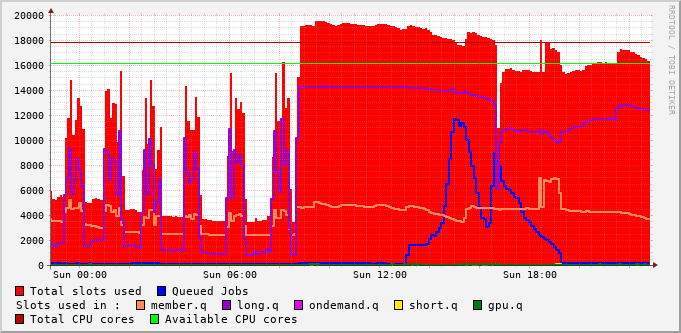 20000
18000
16000
14000
12000
10000
8000
6000
4000
2000
0
Sun 00:00 Sun 06:00 Sun 12:00 Sun 18:00
RRDTOOL / TOBI OETIKER
Total slots used Queued Jobs
Slots used in : member.q long.q ondemand.q short.q gpu.q
Total CPU cores Available CPU cores